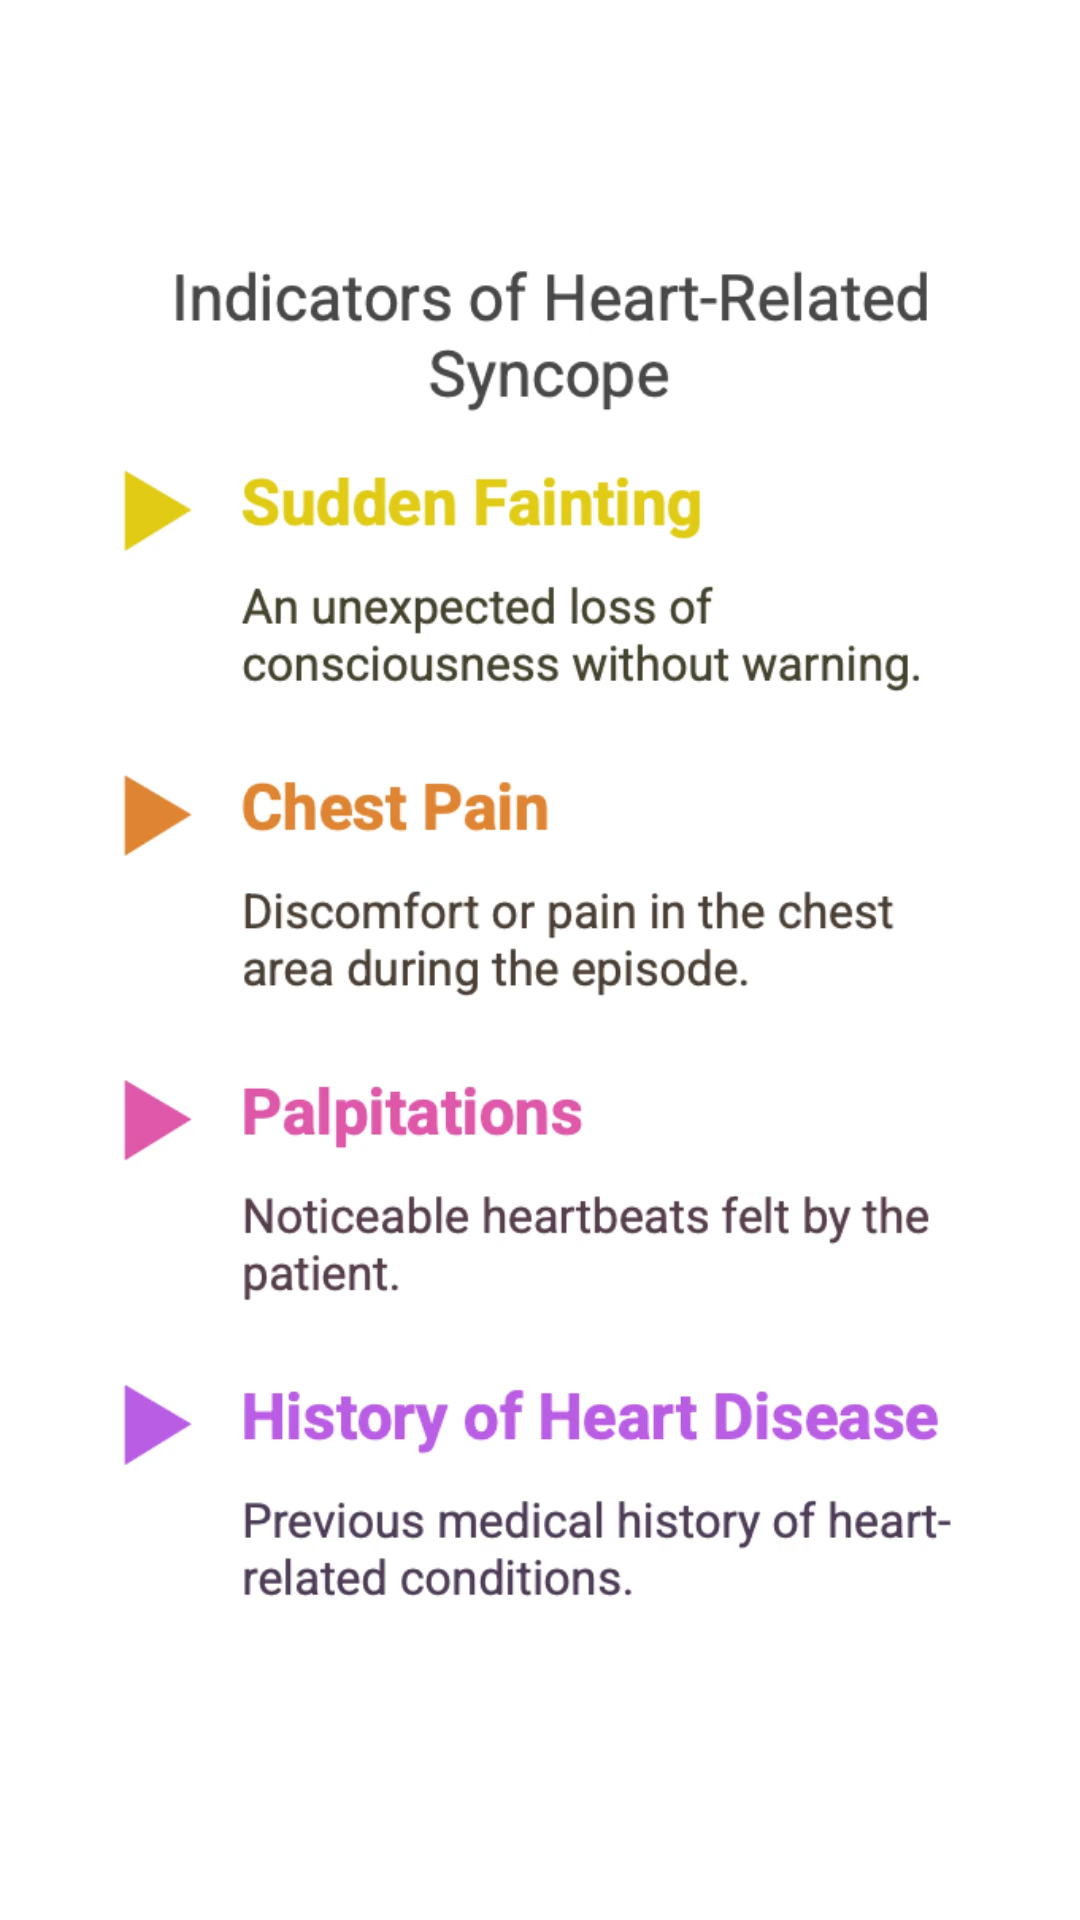 Indicators of Heart-Related
Syncope
Sudden Fainting
An unexpected loss of
consciousness without warning.
Chest Pain
Discomfort or pain in the chest
area during the episode.
Palpitations
Noticeable heartbeats felt by the
patient.
History of Heart Disease
Previous medical history of heart-
related conditions.